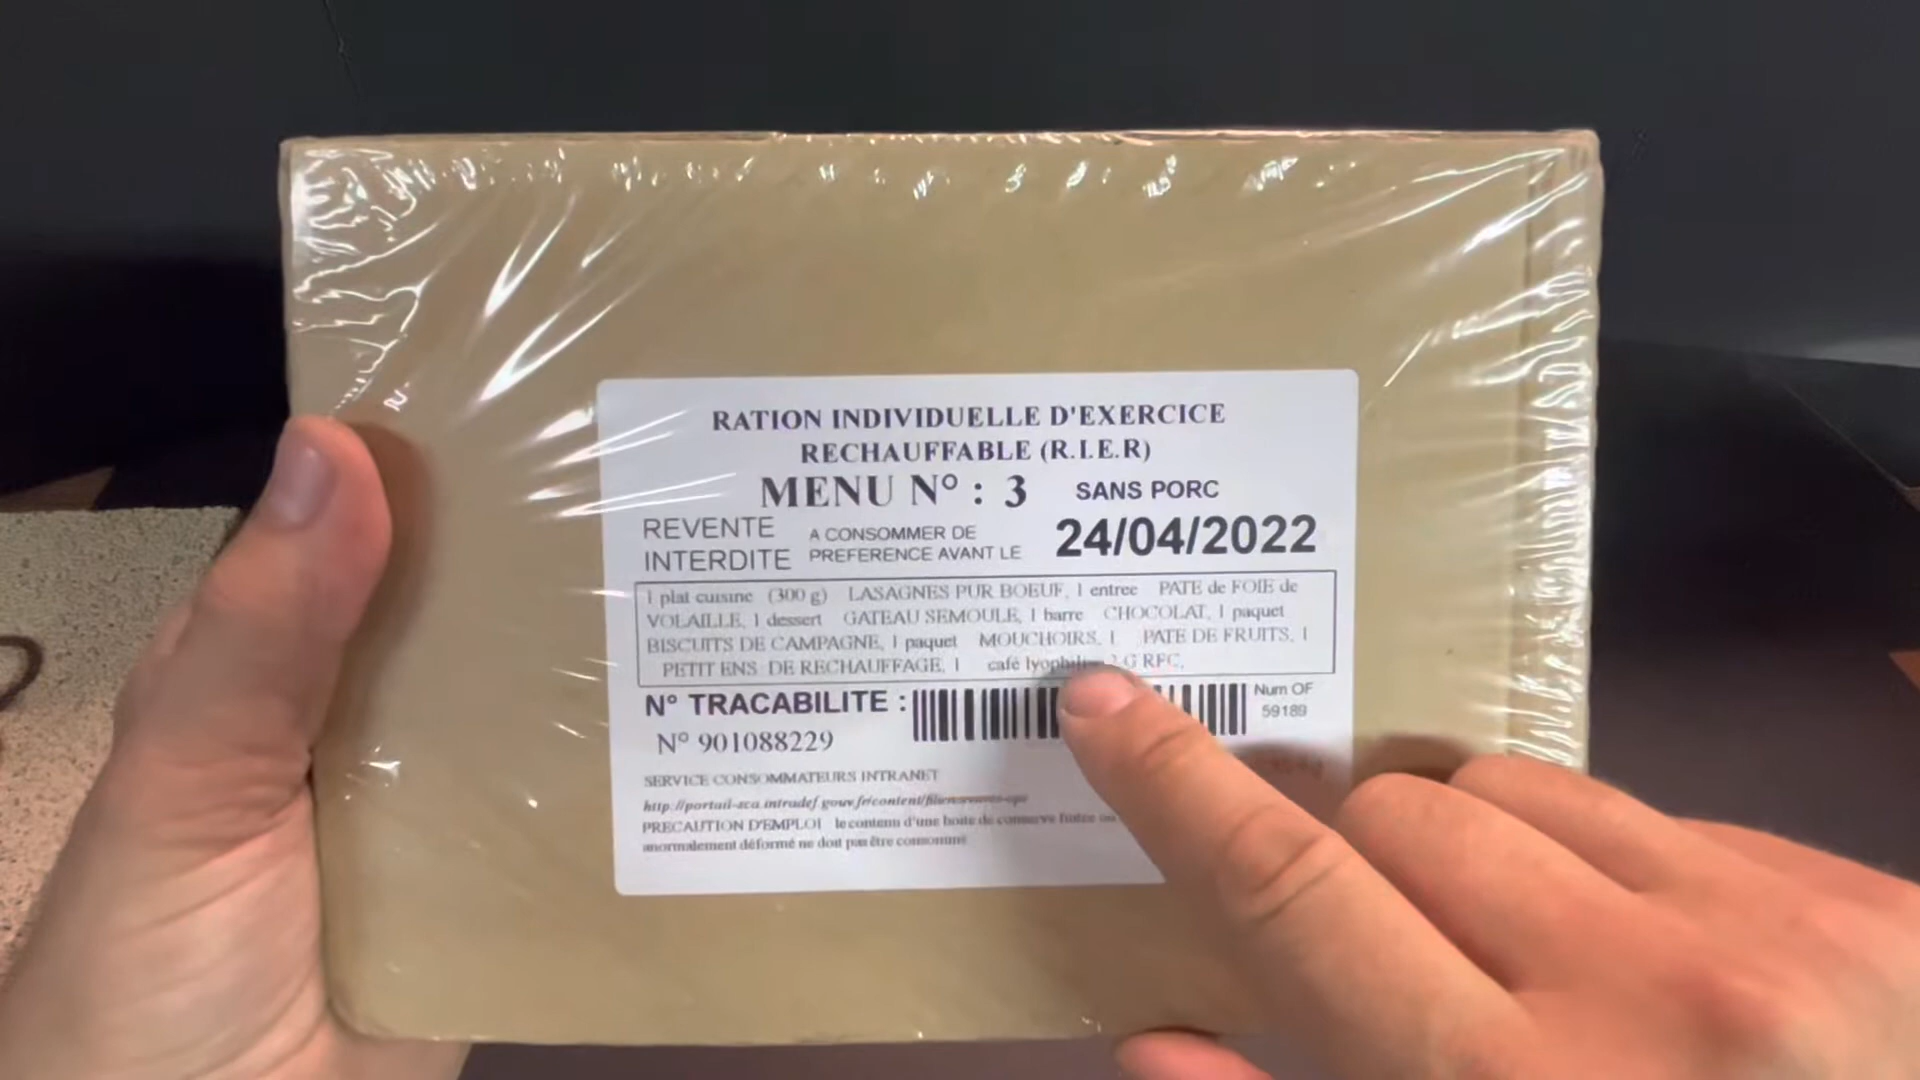 RATION INDIVIDUELLE D'EXERCICE
RECHAUFFABLE (R.I.E.R)
MENU N° : 3 SANS PORC
REVENTE INTERDITE
A CONSOMMER DE PREFERENCE AVANT LE
24/04/2022
1 plat cuisine (300 g) LASAGNES PUR BOEUF, 1 entree PATE de FOIE de
VOLAILLE, 1 dessert GATEAU SEMOULE, 1 barre CHOCOLAT, 1 paquet
BISCUITS DE CAMPAGNE, 1 paquet MOUCHOIRS, 1 PATE DE FRUITS, 1
PETIT ENS DE RECHAUFFAGE, 1 café G RFC,
N° TRACABILITE :
N° 901088229
Num OF
59189
SERVICE CONSOMMATEURS INTRANET
PRECAUTION D'EMPLOI le contenu d'une boite de conserve
anormalement déformé ne doit pas être consommé